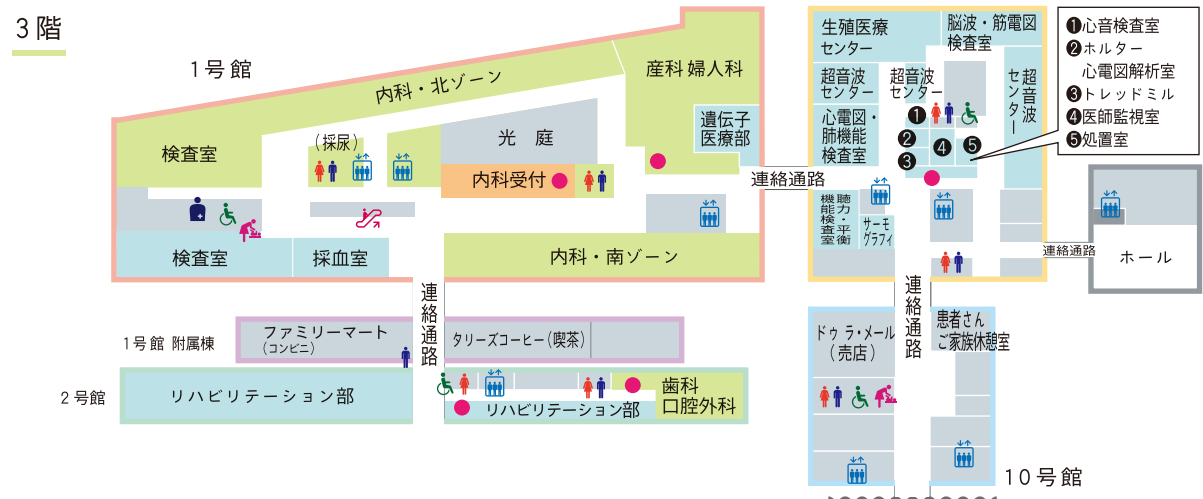 3階
1号館
内科・北ゾーン
産科婦人科
遺伝子
医療部
検査室
(採尿)
光庭
内科受付
検査室
採血室
内科・南ゾーン
連絡通路
連絡通路
生殖医療
センター
脳波・筋電図
検査室
超音波
センター
超音波
センター
超音波
センター
心電図・
肺機能
検査室
❶
❷
❸
❹
❺
聴力・平衡
機能検査室
サーモ
グラフィ
❶心音検査室
❷ホルター
心電図解析室
❸トレッドミル
❹医師監視室
❺処置室
連絡通路
ホール
連絡通路
1号館 附属棟
ファミリーマート
(コンビニ)
タリーズコーヒー(喫茶)
2号館
リハビリテーション部
リハビリテーション部
歯科
口腔外科
ドゥ ラ・メール
(売店)
患者さん
ご家族休憩室
10号館